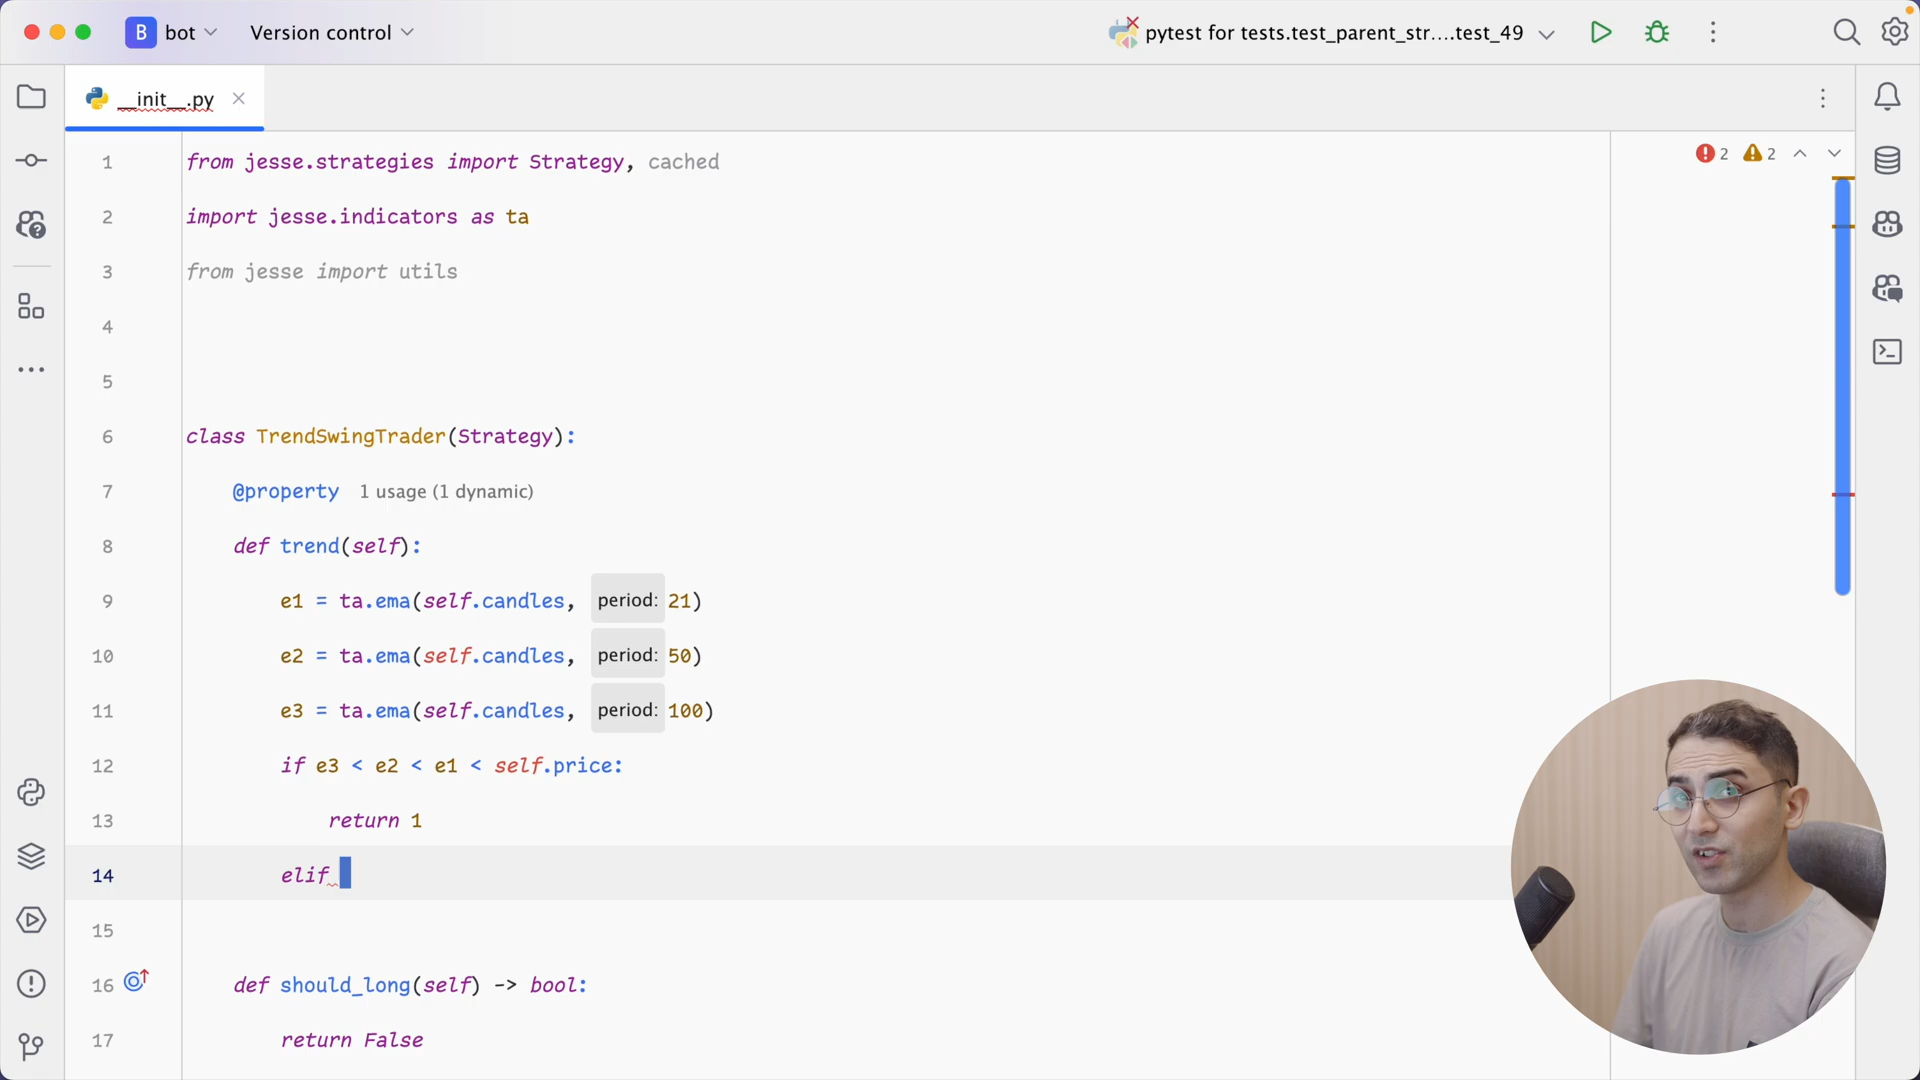 B bot Version control pytest for tests.test_parent_str....test_49
__init__.py
1 from jesse.strategies import Strategy, cached
2 2
2 import jesse.indicators as ta
3 from jesse import utils
4
5
6 class TrendSwingTrader(Strategy):
7 @property 1 usage (1 dynamic)
8 def trend(self):
9 e1 = ta.ema(self.candles, period: 21)
10 e2 = ta.ema(self.candles, period: 50)
11 e3 = ta.ema(self.candles, period: 100)
12 if e3 < e2 < e1 < self.price:
13 return 1
14 elif
15
16 def should_long(self) -> bool:
17 return False